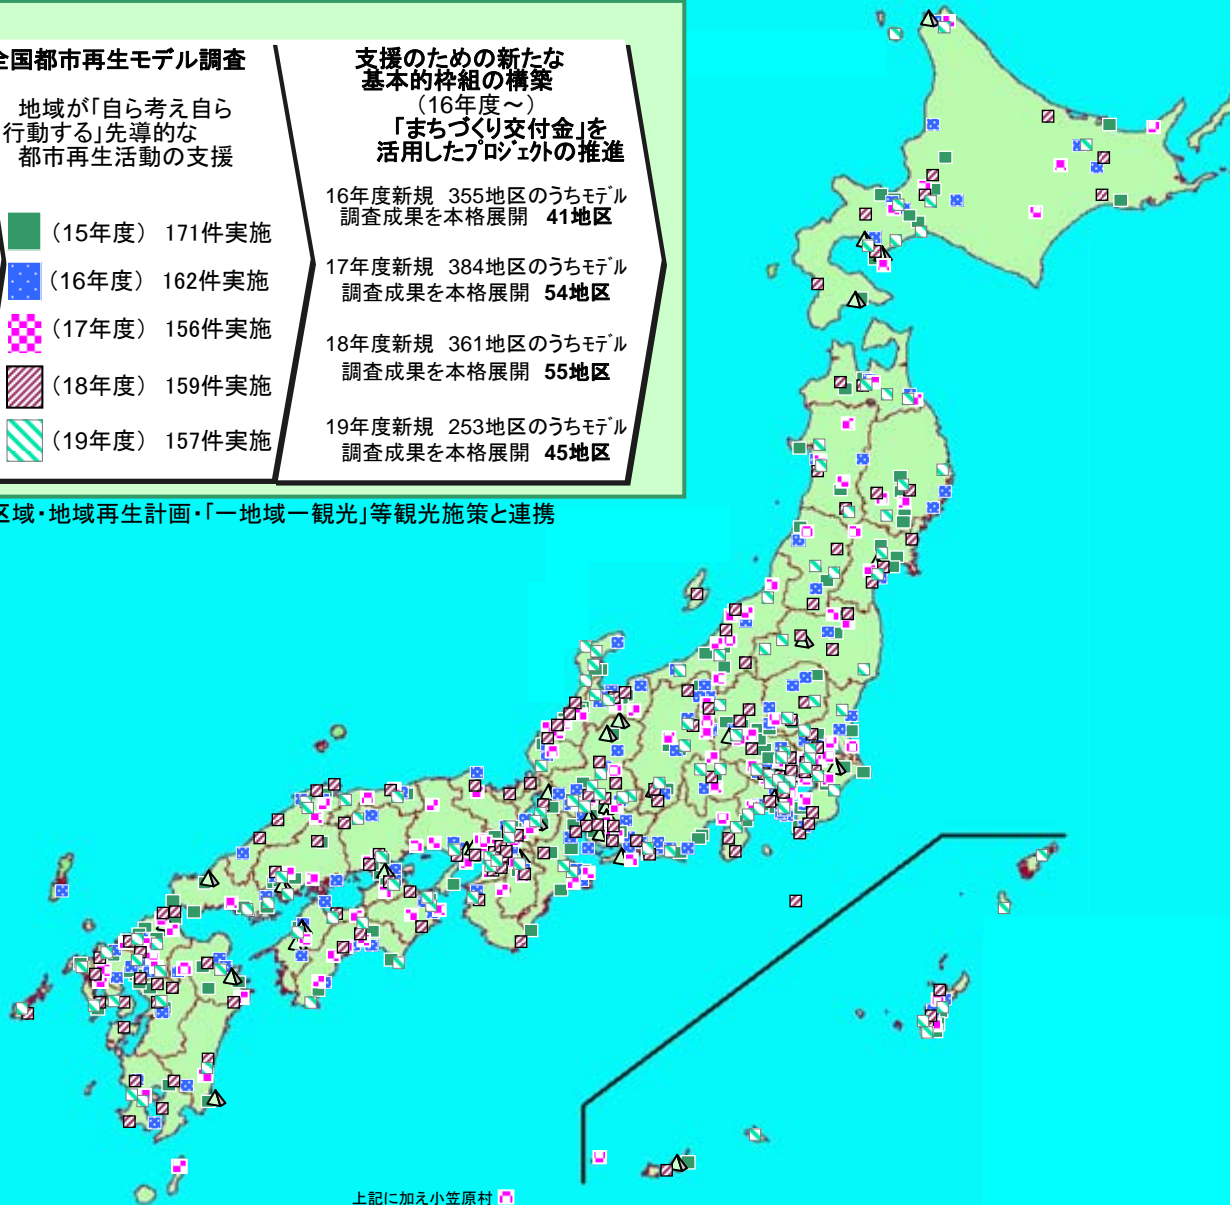 全国都市再生モデル調査
地域が「自ら考え自ら
行動する」先導的な
都市再生活動の支援
(15年度) 171件実施
(16年度) 162件実施
(17年度) 156件実施
(18年度) 159件実施
(19年度) 157件実施
支援のための新たな
基本的枠組の構築
(16年度～)
「まちづくり交付金」を
活用したﾌﾟﾛｼﾞｪｸﾄの推進
16年度新規 355地区のうちﾓﾃﾞﾙ
調査成果を本格展開 41地区
17年度新規 384地区のうちﾓﾃﾞﾙ
調査成果を本格展開 54地区
18年度新規 361地区のうちﾓﾃﾞﾙ
調査成果を本格展開 55地区
19年度新規 253地区のうちﾓﾃﾞﾙ
調査成果を本格展開 45地区
区域・地域再生計画・「一地域一観光」等観光施策と連携
上記に加え小笠原村